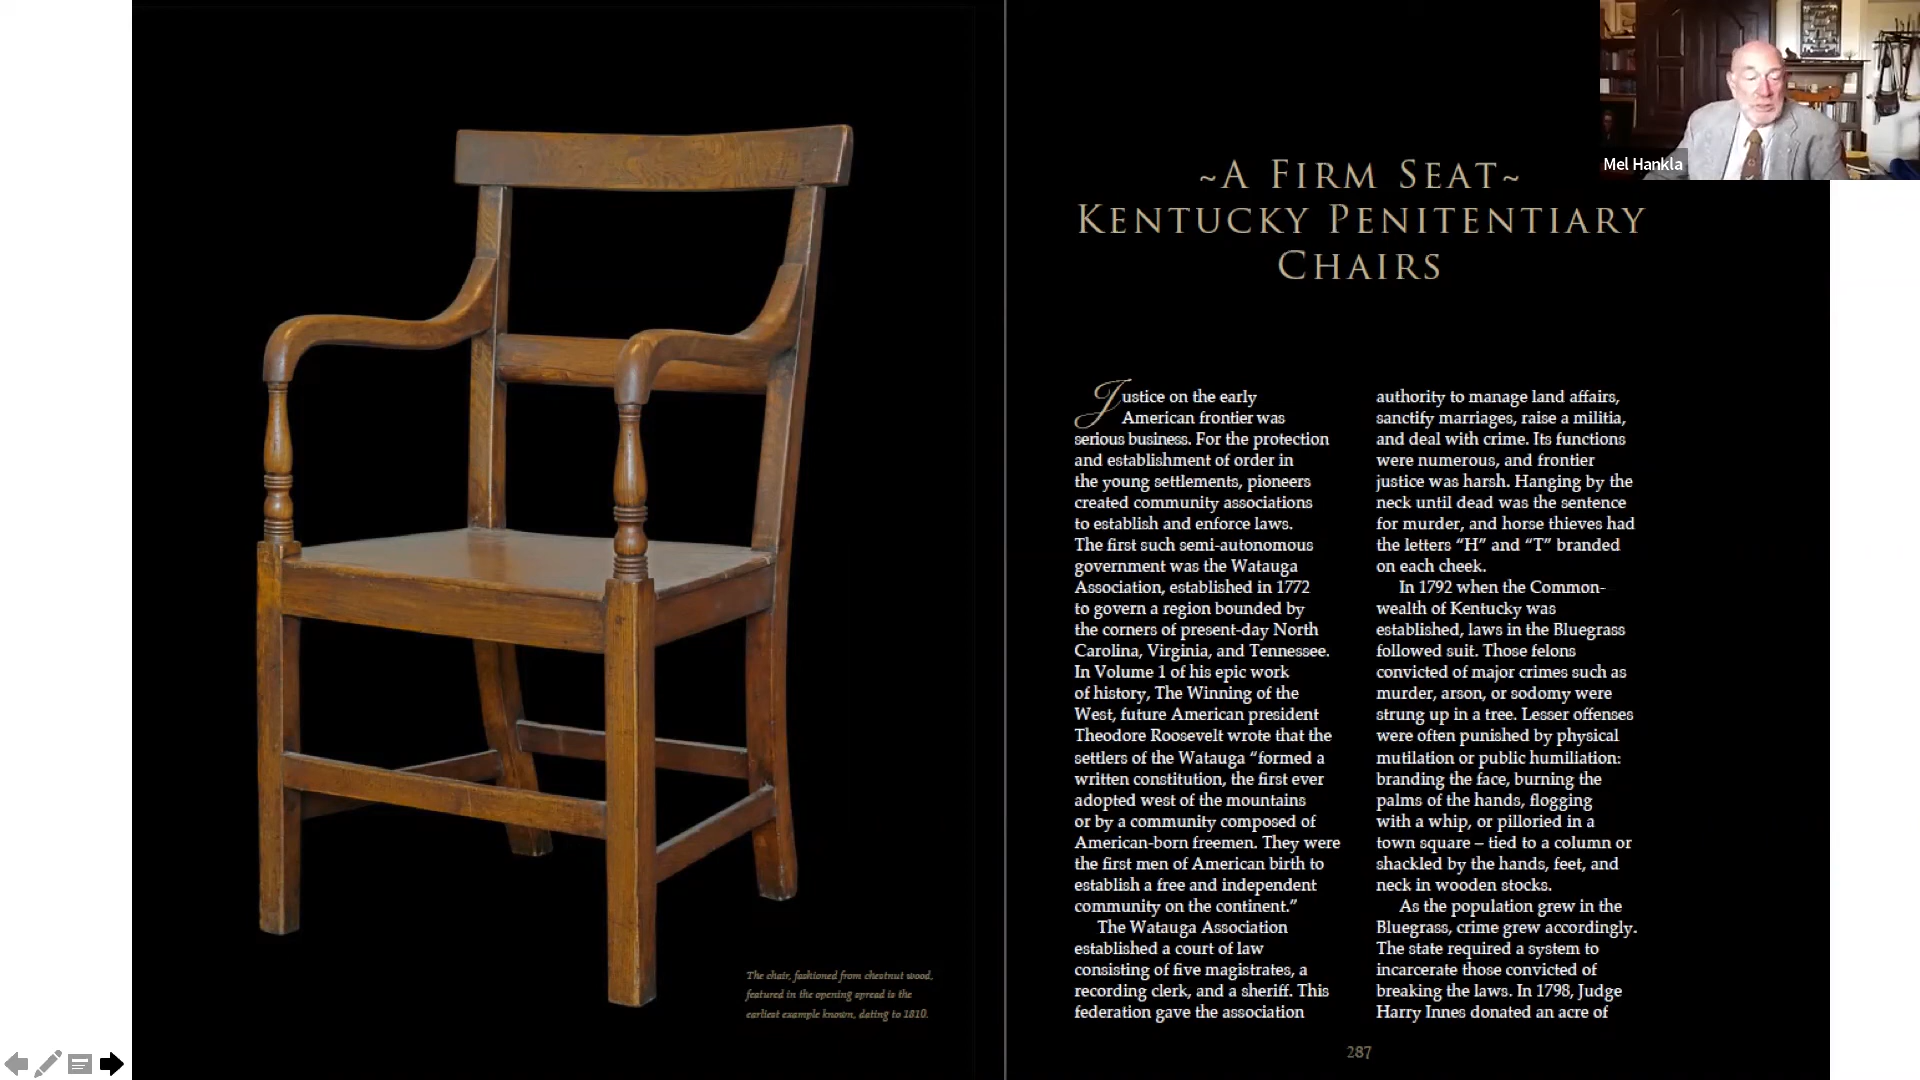 Mel Hankla
~A FIRM SEAT~
KENTUCKY PENITENTIARY
CHAIRS
Justice on the early
American frontier was
serious business. For the protection
and establishment of order in
the young settlements, pioneers
created community associations
to establish and enforce laws.
The first such semi-autonomous
government was the Watauga
Association, established in 1772
to govern a region bounded by
the corners of present-day North
Carolina, Virginia, and Tennessee.
In Volume 1 of his epic work
of history, The Winning of the
West, future American president
Theodore Roosevelt wrote that the
settlers of the Watauga “formed a
written constitution, the first ever
adopted west of the mountains
or by a community composed of
American-born freemen. They were
the first men of American birth to
establish a free and independent
community on the continent.”
The Watauga Association
established a court of law
consisting of five magistrates, a
recording clerk, and a sheriff. This
federation gave the association
authority to manage land affairs,
sanctify marriages, raise a militia,
and deal with crime. Its functions
were numerous, and frontier
justice was harsh. Hanging by the
neck until dead was the sentence
for murder, and horse thieves had
the letters “H” and “T” branded
on each cheek.
In 1792 when the Common-
wealth of Kentucky was
established, laws in the Bluegrass
followed suit. Those felons
convicted of major crimes such as
murder, arson, or sodomy were
strung up in a tree. Lesser offenses
were often punished by physical
mutilation or public humiliation:
branding the face, burning the
palms of the hands, flogging
with a whip, or pilloried in a
town square – tied to a column or
shackled by the hands, feet, and
neck in wooden stocks.
As the population grew in the
Bluegrass, crime grew accordingly.
The state required a system to
incarcerate those convicted of
breaking the laws. In 1798, Judge
Harry Innes donated an acre of
The chair, fashioned from chestnut wood,
featured in the opening spread is the
earliest example known, dating to 1810.
287